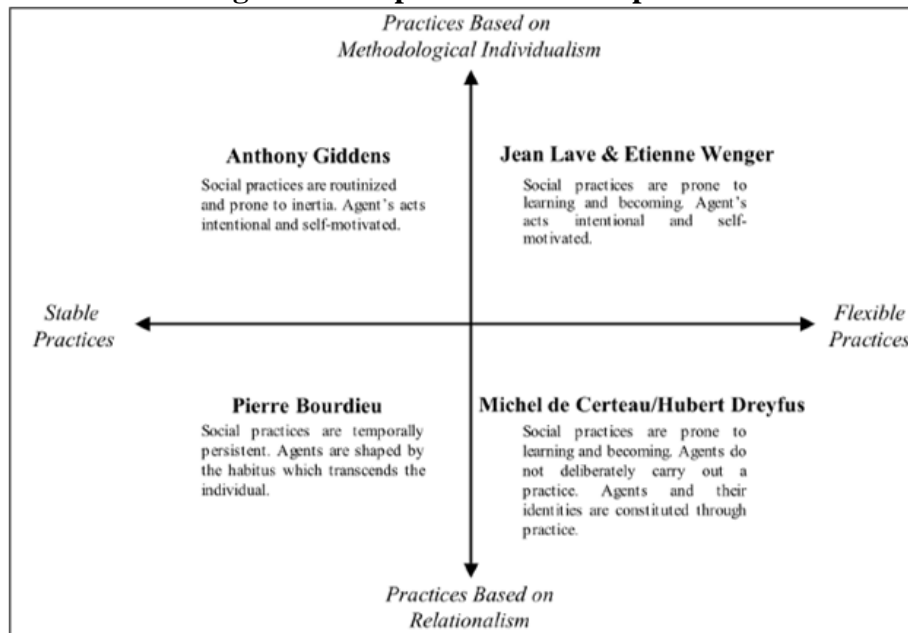 Practices Based on
Methodological Individualism
Anthony Giddens
Social practices are routinized
and prone to inertia. Agent's acts
intentional and self-motivated.
Jean Lave & Etienne Wenger
Social practices are prone to
learning and becoming. Agent's
acts intentional and self-
motivated.
Stable
Practices
Flexible
Practices
Pierre Bourdieu
Social practices are temporally
persistent. Agents are shaped by
the habitus which transcends the
individual.
Michel de Certeau/Hubert Dreyfus
Social practices are prone to
learning and becoming. Agents do
not deliberately carry out a
practice. Agents and their
identities are constituted through
practice.
Practices Based on
Relationalism